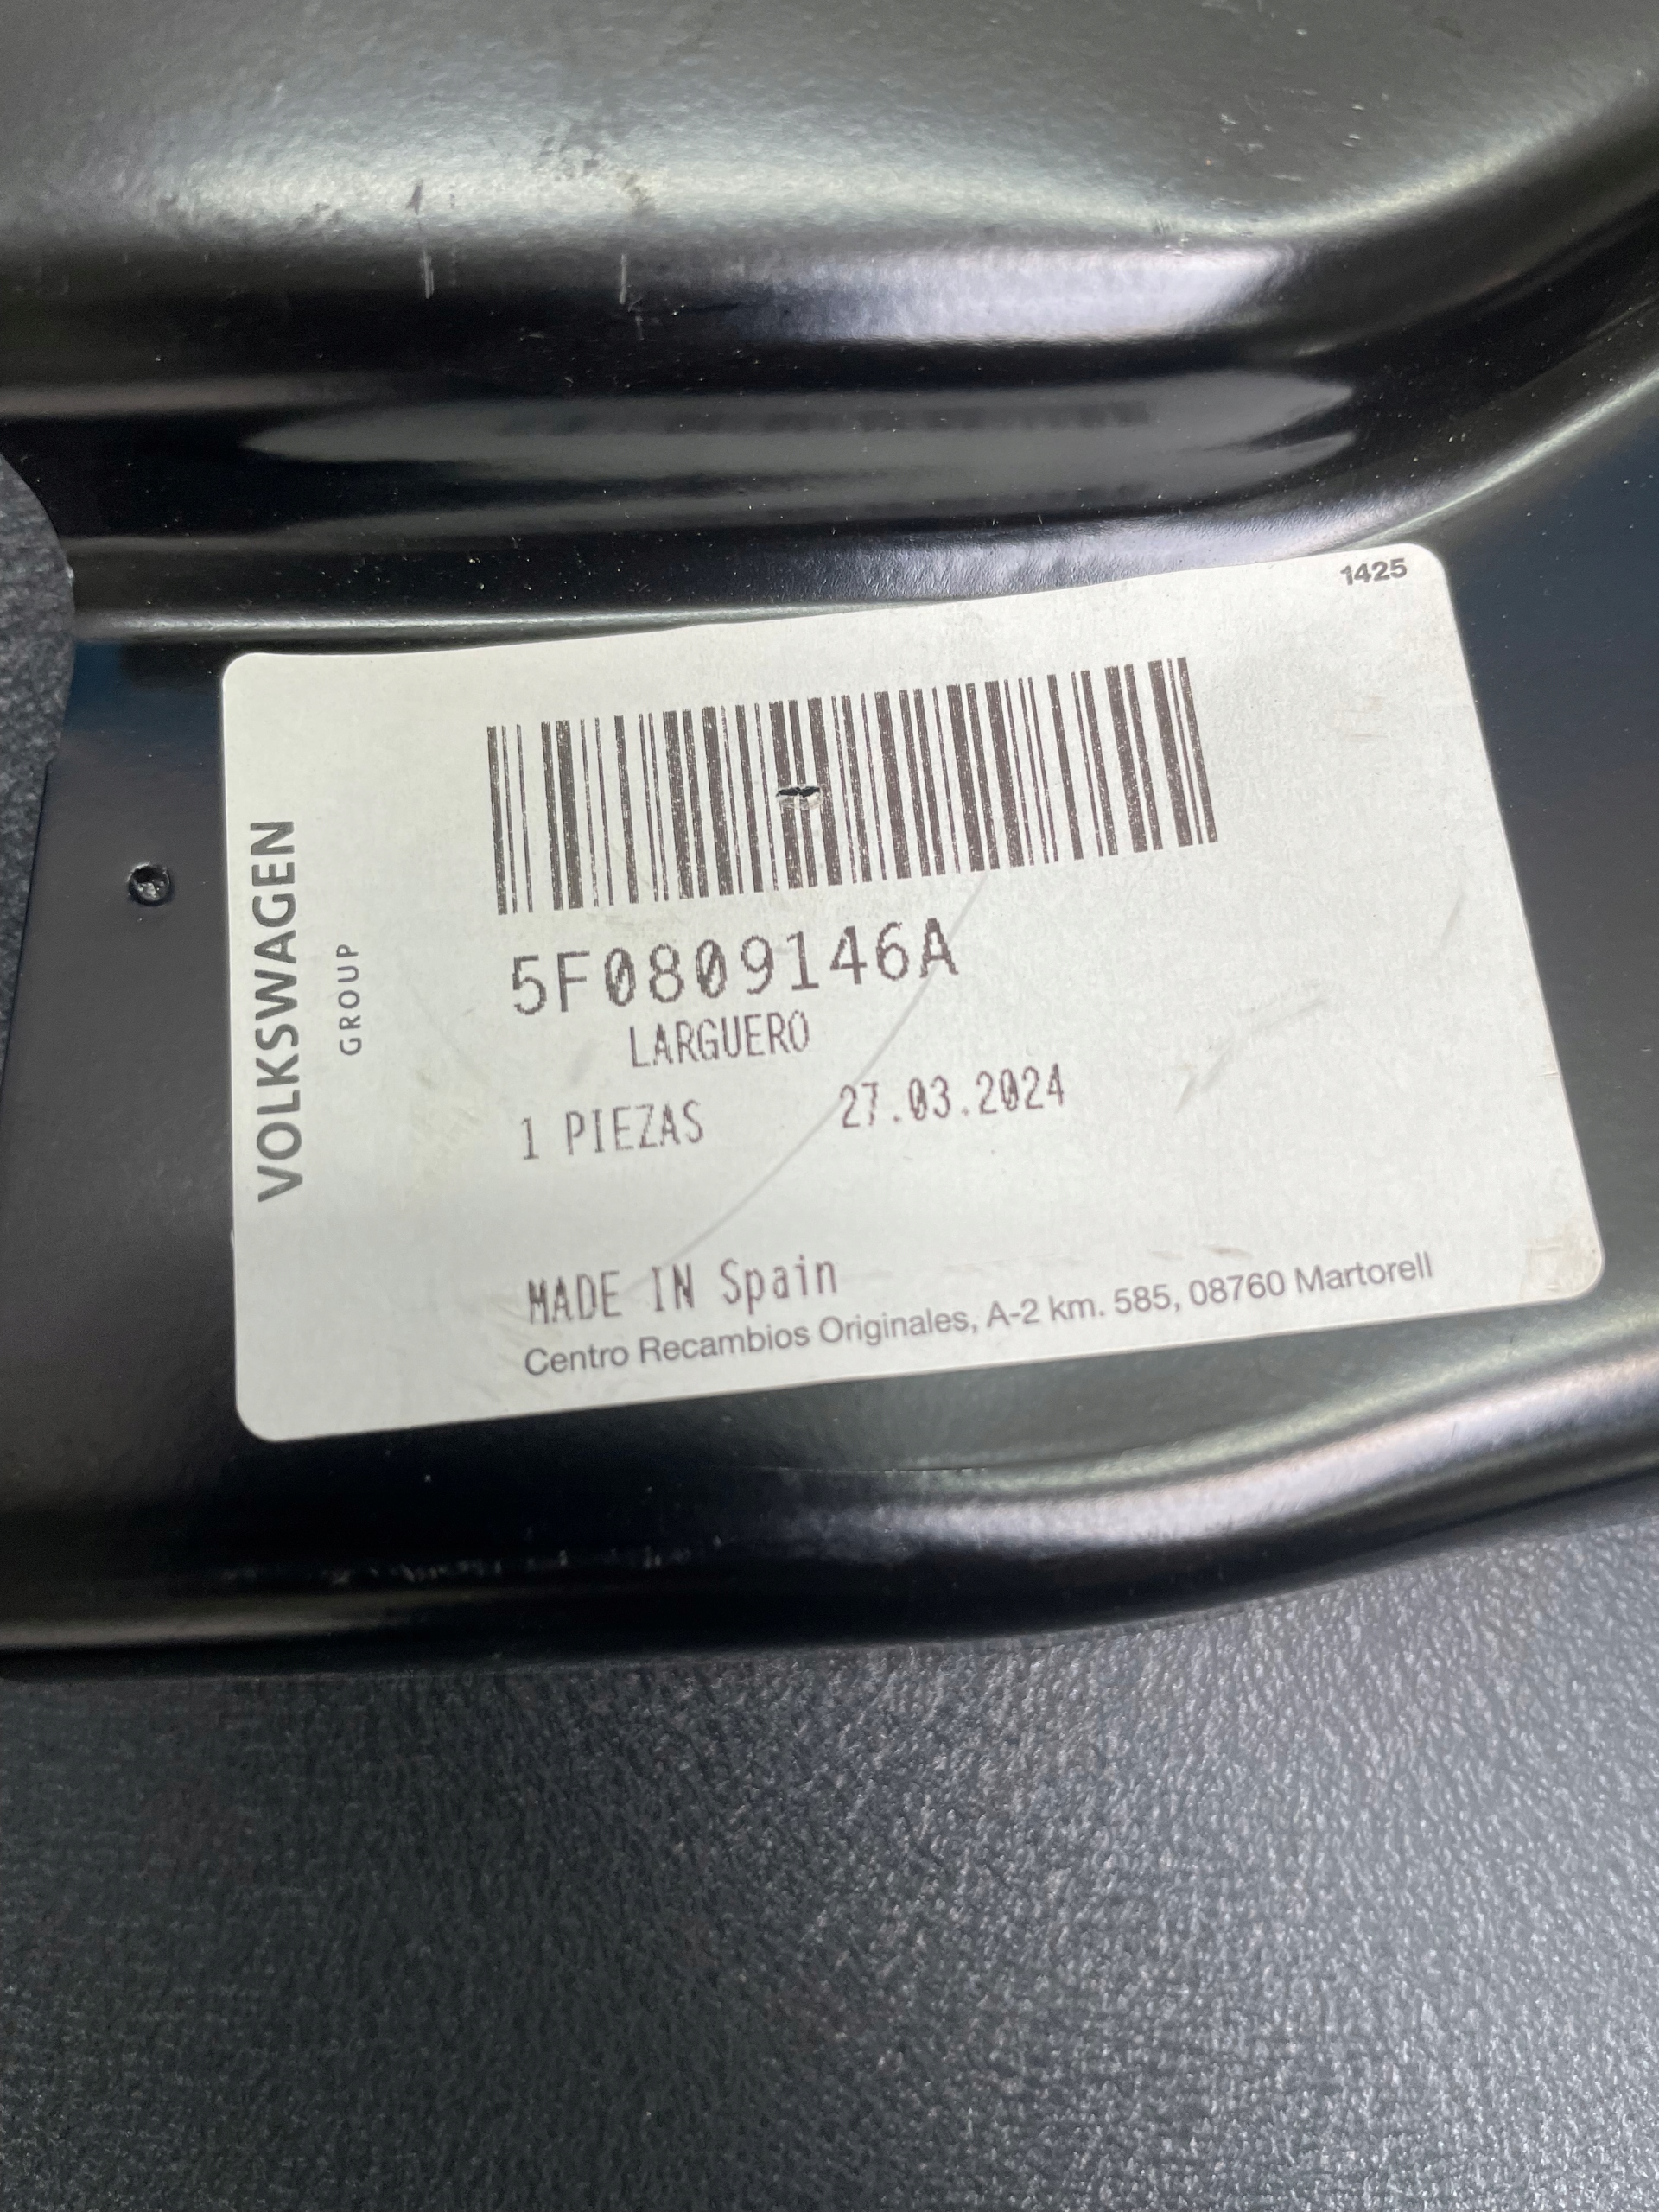 1425
VOLKSWAGEN
GROUP
5F0809146A
LARGUERO
1 PIEZAS 27.03.2024
MADE IN Spain
Centro Recambios Originales, A-2 km. 585, 08760 Martorell